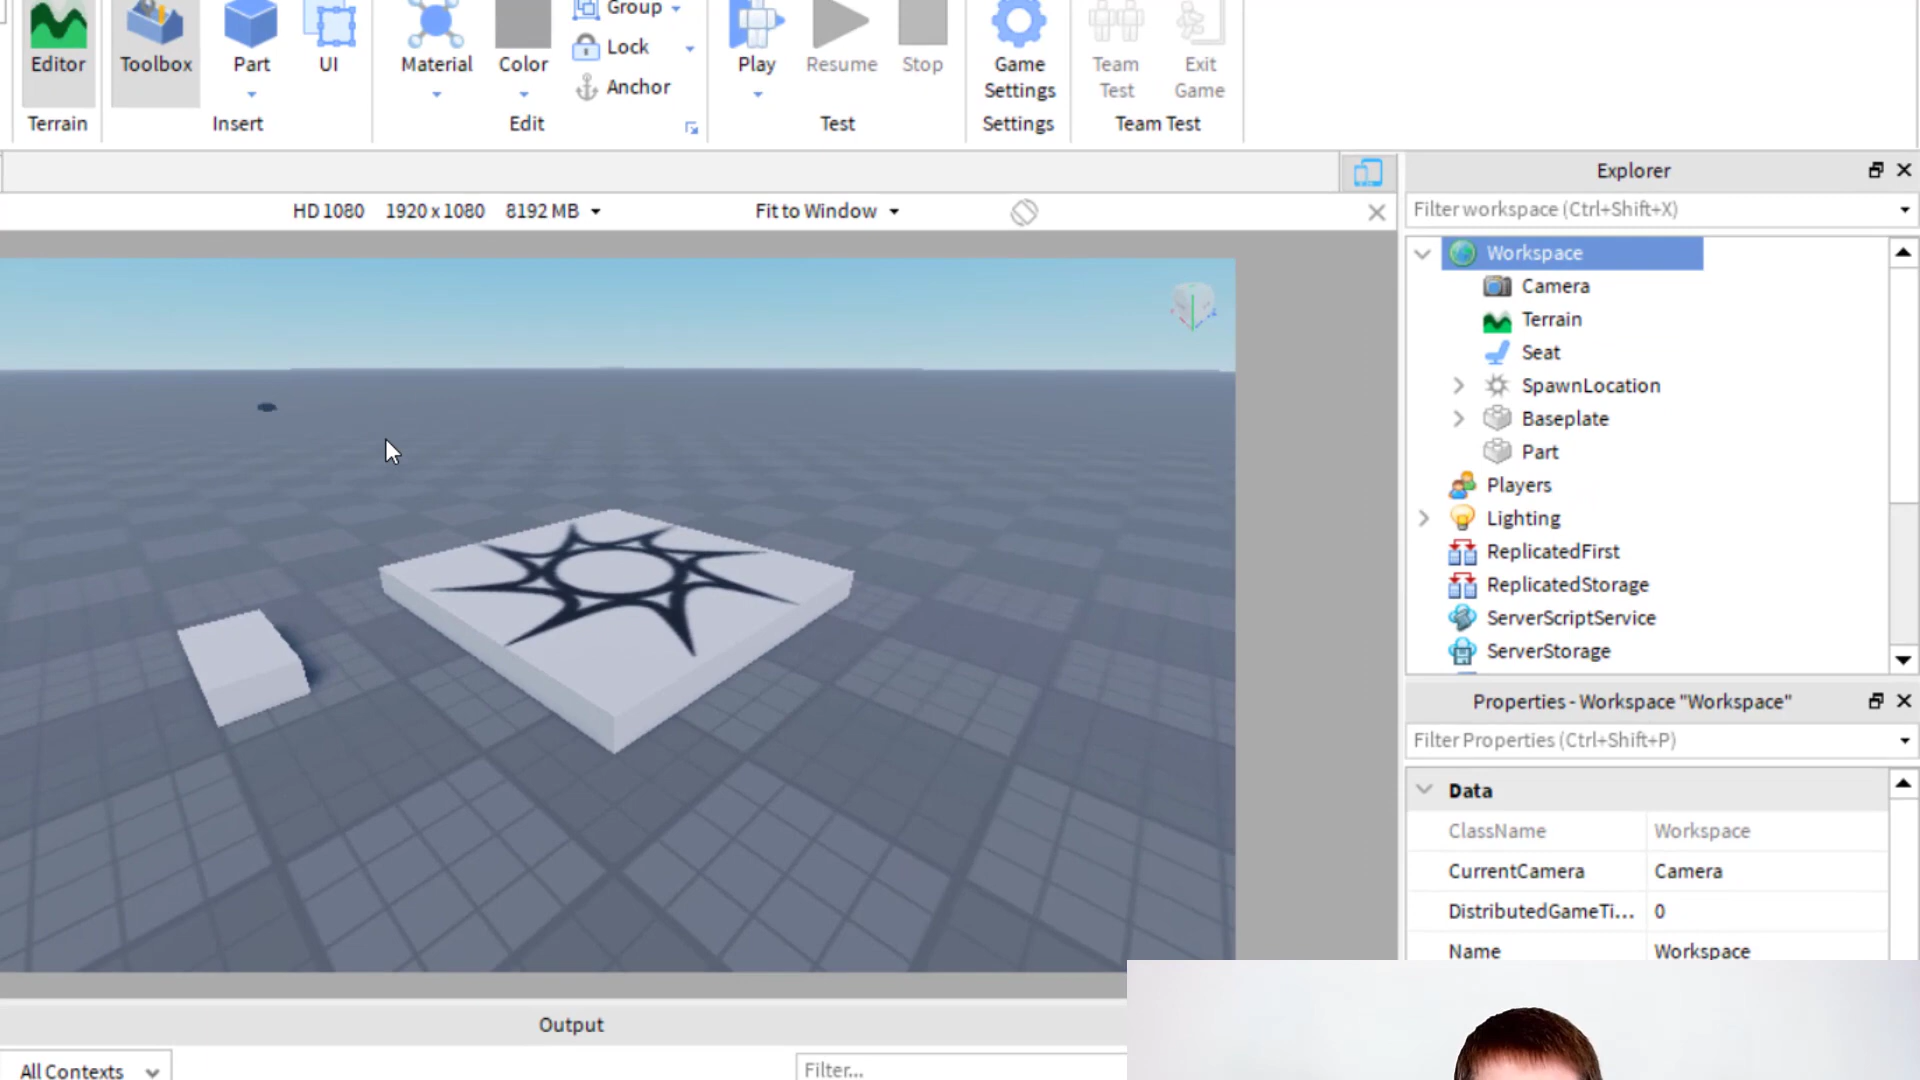 Editor
Toolbox
Part
UI
Material
Color
Group
Lock
Anchor
Play
Resume
Stop
Game
Settings
Team
Test
Exit
Game
Terrain
Insert
Edit
Test
Settings
Team Test
HD 1080 1920 x 1080 8192 MB
Fit to Window
Explorer
Filter workspace (Ctrl+Shift+X)
Workspace
Camera
Terrain
Seat
SpawnLocation
Baseplate
Part
Players
Lighting
ReplicatedFirst
ReplicatedStorage
ServerScriptService
ServerStorage
Properties - Workspace "Workspace"
Filter Properties (Ctrl+Shift+P)
Data
ClassName Workspace
CurrentCamera Camera
DistributedGameTi... 0
Name Workspace
Output
All Contexts
Filter...